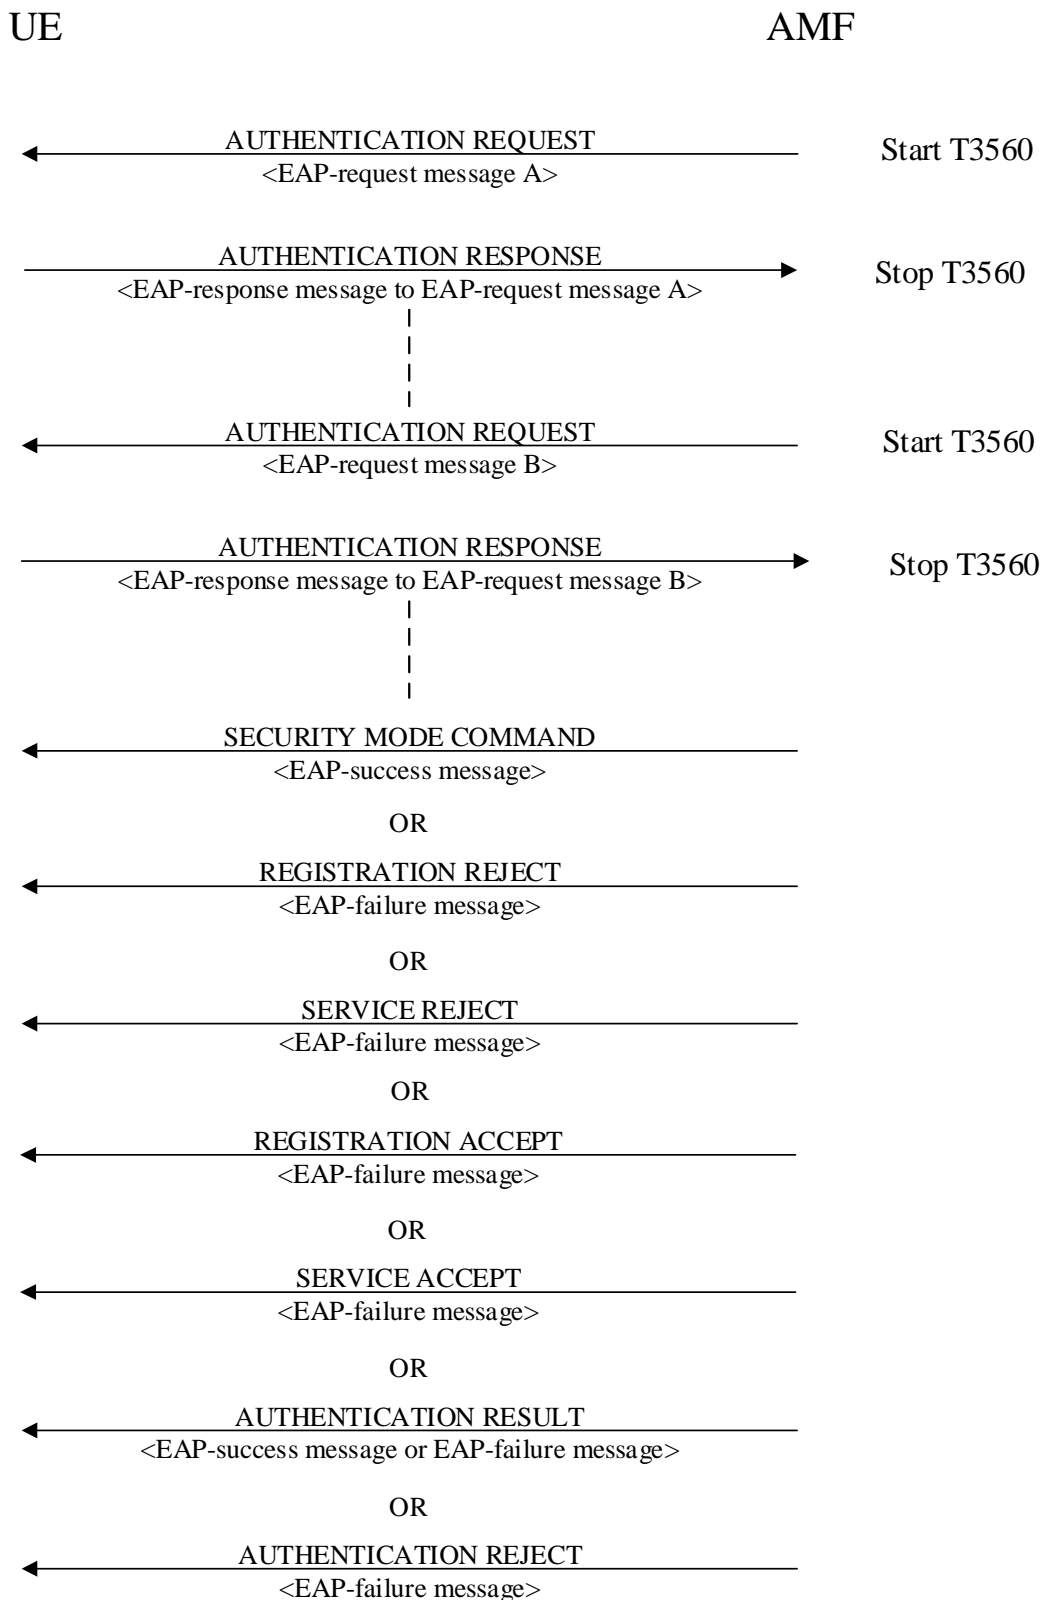 UE AMF
AUTHENTICATION REQUEST
Start T3560
<EAP-request message A>
AUTHENTICATION RESPONSE
Stop T3560
<EAP-response message to EAP-request message A>
AUTHENTICATION REQUEST
Start T3560
<EAP-request message B>
AUTHENTICATION RESPONSE
Stop T3560
<EAP-response message to EAP-request message B>
SECURITY MODE COMMAND
<EAP-success message>
OR
REGISTRATION REJECT
<EAP-failure message>
OR
SERVICE REJECT
<EAP-failure message>
OR
REGISTRATION ACCEPT
<EAP-failure message>
OR
SERVICE ACCEPT
<EAP-failure message>
OR
AUTHENTICATION RESULT
<EAP-success message or EAP-failure message>
OR
AUTHENTICATION REJECT
<EAP-failure message>